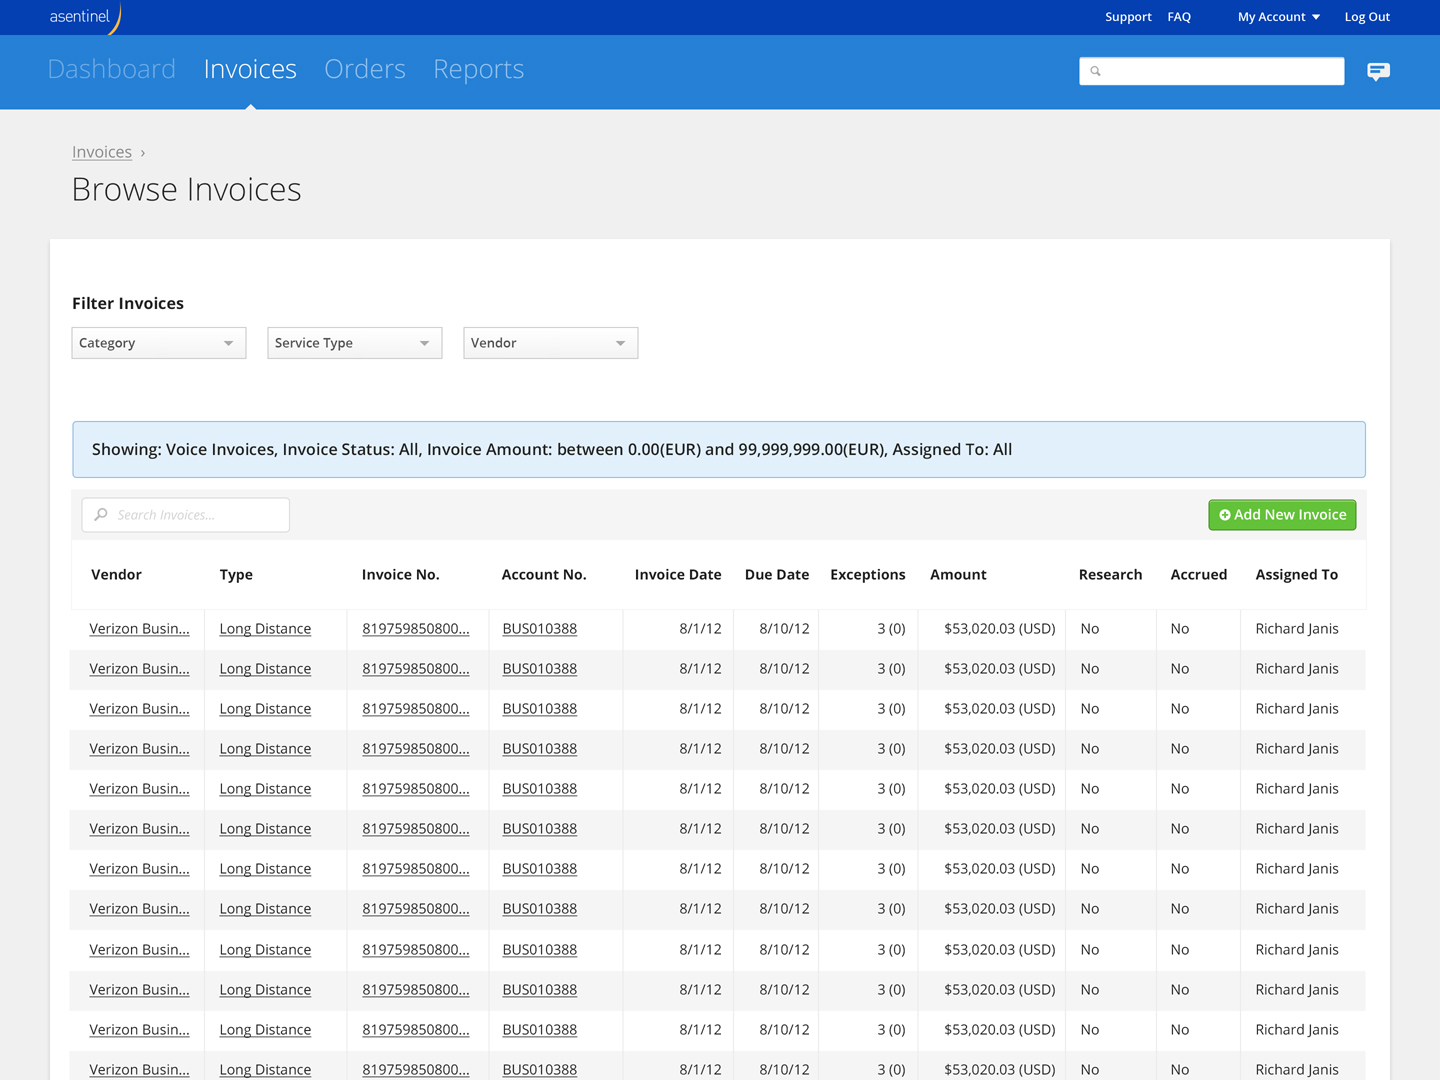 asentinel Support FAQ My Account Log Out
Dashboard Invoices Orders Reports
Invoices ›
Browse Invoices
Filter Invoices
Category Service Type Vendor
Showing: Voice Invoices, Invoice Status: All, Invoice Amount: between 0.00(EUR) and 99,999,999.00(EUR), Assigned To: All
Search Invoices... Add New Invoice
Vendor Type Invoice No. Account No. Invoice Date Due Date Exceptions Amount Research Accrued Assigned To
Verizon Busin... Long Distance 819759850800... BUS010388 8/1/12 8/10/12 3 (0) $53,020.03 (USD) No No Richard Janis
Verizon Busin... Long Distance 819759850800... BUS010388 8/1/12 8/10/12 3 (0) $53,020.03 (USD) No No Richard Janis
Verizon Busin... Long Distance 819759850800... BUS010388 8/1/12 8/10/12 3 (0) $53,020.03 (USD) No No Richard Janis
Verizon Busin... Long Distance 819759850800... BUS010388 8/1/12 8/10/12 3 (0) $53,020.03 (USD) No No Richard Janis
Verizon Busin... Long Distance 819759850800... BUS010388 8/1/12 8/10/12 3 (0) $53,020.03 (USD) No No Richard Janis
Verizon Busin... Long Distance 819759850800... BUS010388 8/1/12 8/10/12 3 (0) $53,020.03 (USD) No No Richard Janis
Verizon Busin... Long Distance 819759850800... BUS010388 8/1/12 8/10/12 3 (0) $53,020.03 (USD) No No Richard Janis
Verizon Busin... Long Distance 819759850800... BUS010388 8/1/12 8/10/12 3 (0) $53,020.03 (USD) No No Richard Janis
Verizon Busin... Long Distance 819759850800... BUS010388 8/1/12 8/10/12 3 (0) $53,020.03 (USD) No No Richard Janis
Verizon Busin... Long Distance 819759850800... BUS010388 8/1/12 8/10/12 3 (0) $53,020.03 (USD) No No Richard Janis
Verizon Busin... Long Distance 819759850800... BUS010388 8/1/12 8/10/12 3 (0) $53,020.03 (USD) No No Richard Janis
Verizon Busin... Long Distance 819759850800... BUS010388 8/1/12 8/10/12 3 (0) $53,020.03 (USD) No No Richard Janis